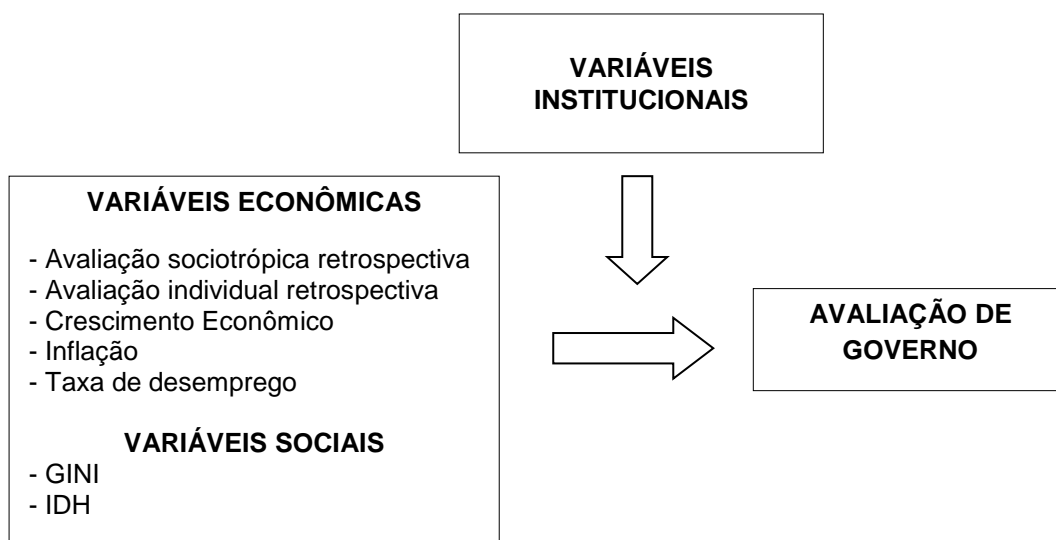 VARIÁVEIS
INSTITUCIONAIS
VARIÁVEIS ECONÔMICAS
- Avaliação sociotrópica retrospectiva
- Avaliação individual retrospectiva
- Crescimento Econômico
- Inflação
- Taxa de desemprego
VARIÁVEIS SOCIAIS
- GINI
- IDH
AVALIAÇÃO DE
GOVERNO